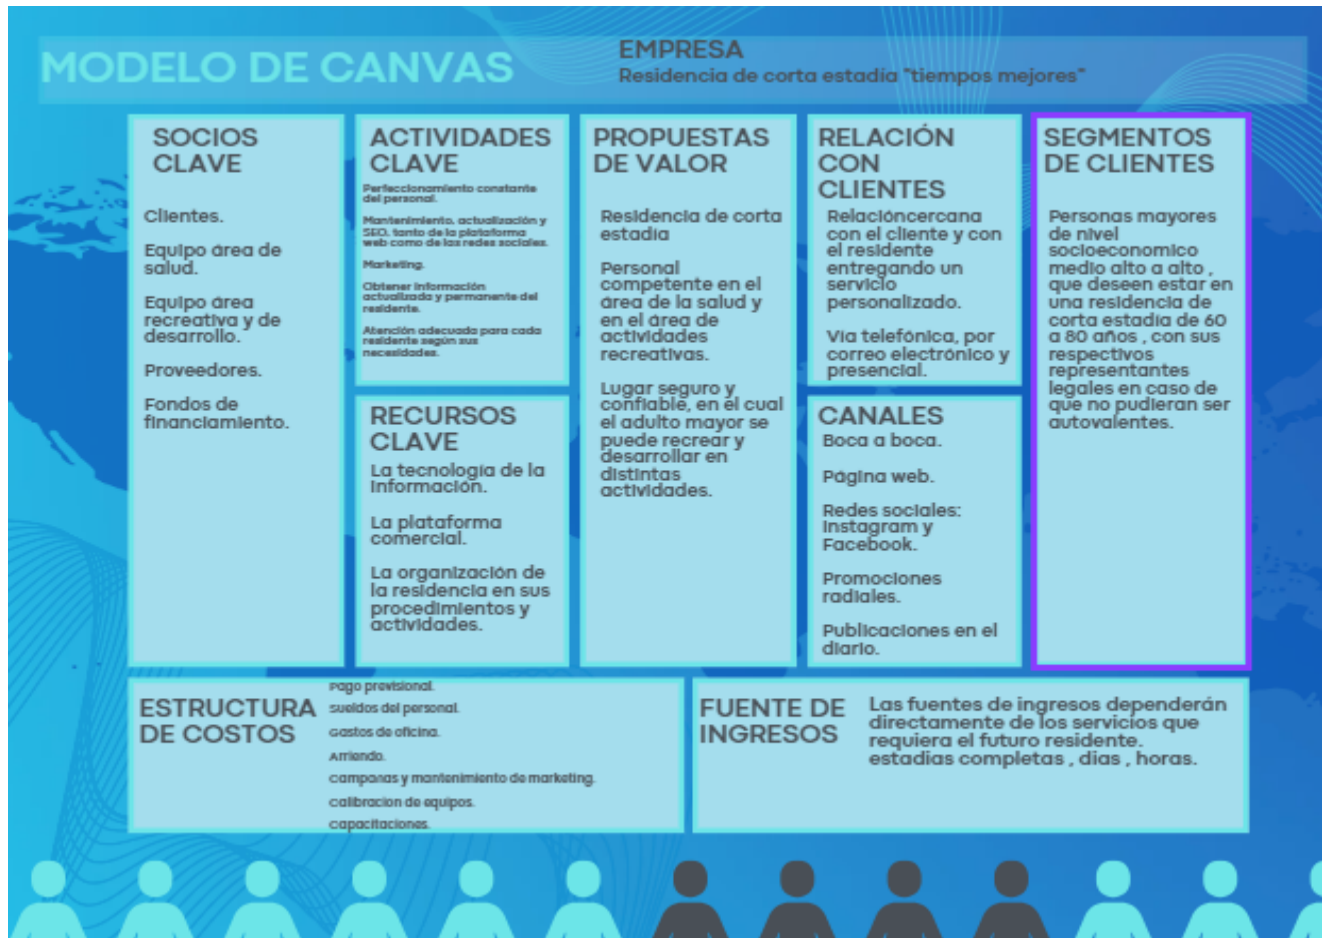 MODELO DE CANVAS
EMPRESA
Residencia de corta estadía "tiempos mejores"
SOCIOS
CLAVE
Clientes.
Equipo área de
salud.
Equipo área
recreativa y de
desarrollo.
Proveedores.
Fondos de
financiamiento.
ACTIVIDADES
CLAVE
Perfeccionamiento constante
del personal.
Mantenimiento, actualización y
SEO, tanto de la plataforma
web como de las redes sociales.
Marketing.
Obtener información
actualizada y permanente del
residente.
Atención adecuada para cada
residente según sus
necesidades.
RECURSOS
CLAVE
La tecnología de la
información.
La plataforma
comercial.
La organización de
la residencia en sus
procedimientos y
actividades.
PROPUESTAS
DE VALOR
Residencia de corta
estadía
Personal
competente en el
área de la salud y
en el área de
actividades
recreativas.
Lugar seguro y
confiable, en el cual
el adulto mayor se
puede recrear y
desarrollar en
distintas
actividades.
RELACIÓN
CON
CLIENTES
Relacióncercana
con el cliente y con
el residente
entregando un
servicio
personalizado.
Vía telefónica, por
correo electrónico y
presencial.
CANALES
Boca a boca.
Página web.
Redes sociales:
Instagram y
Facebook.
Promociones
radiales.
Publicaciones en el
diario.
SEGMENTOS
DE CLIENTES
Personas mayores
de nivel
socioeconomico
medio alto a alto ,
que deseen estar en
una residencia de
corta estadía de 60
a 80 años , con sus
respectivos
representantes
legales en caso de
que no pudieran ser
autovalentes.
ESTRUCTURA
DE COSTOS
Pago previsional.
sueldos del personal.
Gastos de oficina.
Arriendo.
campañas y mantenimiento de marketing.
calibración de equipos.
capacitaciones.
FUENTE DE
INGRESOS
Las fuentes de ingresos dependerán
directamente de los servicios que
requiera el futuro residente.
estadías completas , días , horas.